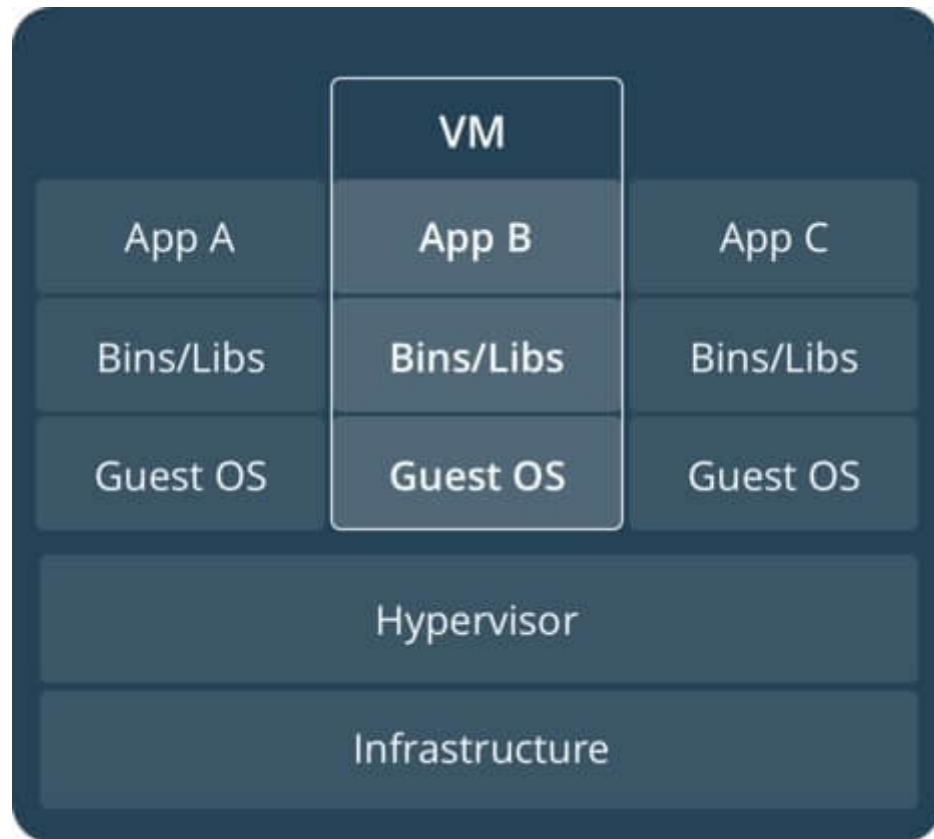 VM
App A
App B
App C
Bins/Libs
Bins/Libs
Bins/Libs
Guest OS
Guest OS
Guest OS
Hypervisor
Infrastructure